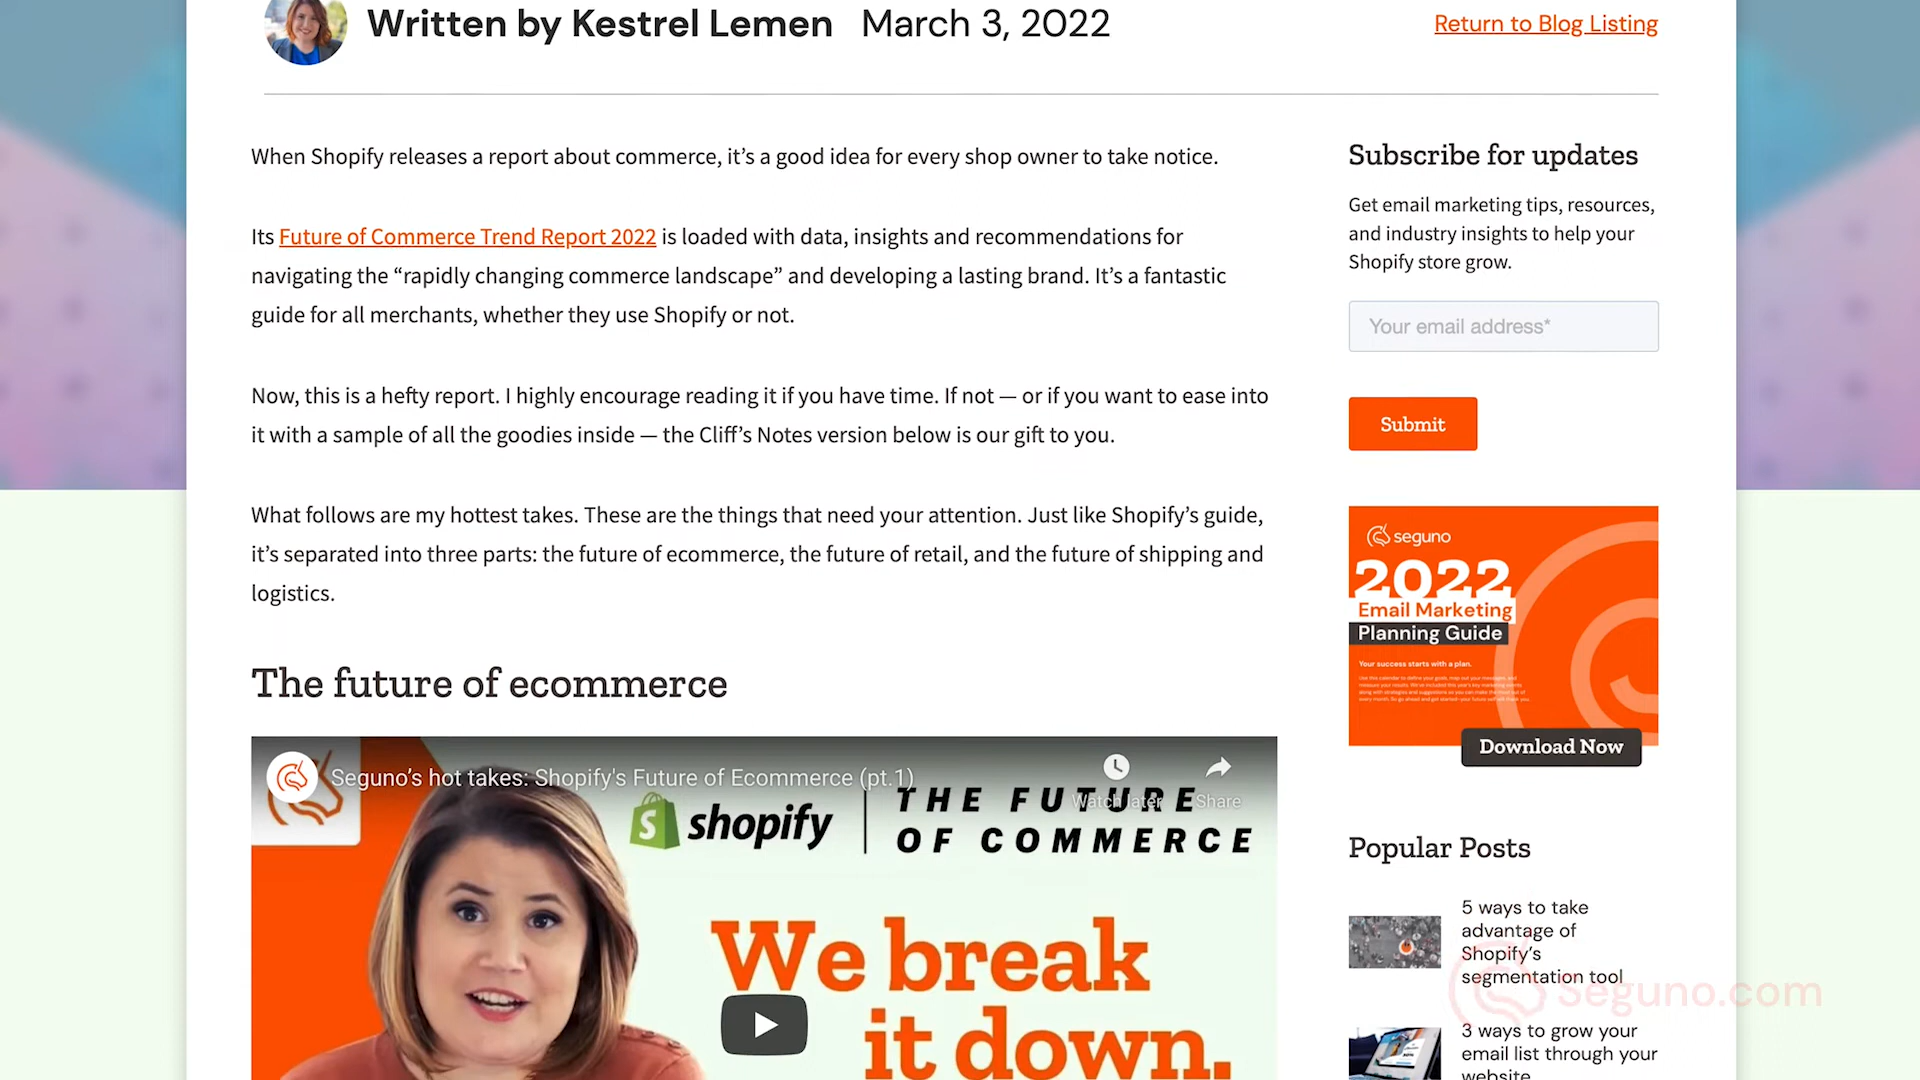 Written by Kestrel Lemen March 3, 2022
Return to Blog Listing
When Shopify releases a report about commerce, it’s a good idea for every shop owner to take notice.
Its Future of Commerce Trend Report 2022 is loaded with data, insights and recommendations for
navigating the “rapidly changing commerce landscape” and developing a lasting brand. It’s a fantastic
guide for all merchants, whether they use Shopify or not.
Now, this is a hefty report. I highly encourage reading it if you have time. If not — or if you want to ease into
it with a sample of all the goodies inside — the Cliff’s Notes version below is our gift to you.
What follows are my hottest takes. These are the things that need your attention. Just like Shopify’s guide,
it’s separated into three parts: the future of ecommerce, the future of retail, and the future of shipping and
logistics.
The future of ecommerce
Seguno’s hot takes: Shopify's Future of Ecommerce (pt.1)
Watch later
Share
shopify
THE FUTURE
OF COMMERCE
We break
it down.
Subscribe for updates
Get email marketing tips, resources,
and industry insights to help your
Shopify store grow.
Your email address*
Submit
seguno
2022
Email Marketing
Planning Guide
Your success starts with a plan.
Download Now
Popular Posts
5 ways to take
advantage of
Shopify’s
segmentation tool
3 ways to grow your
email list through your
website
Seguno.com